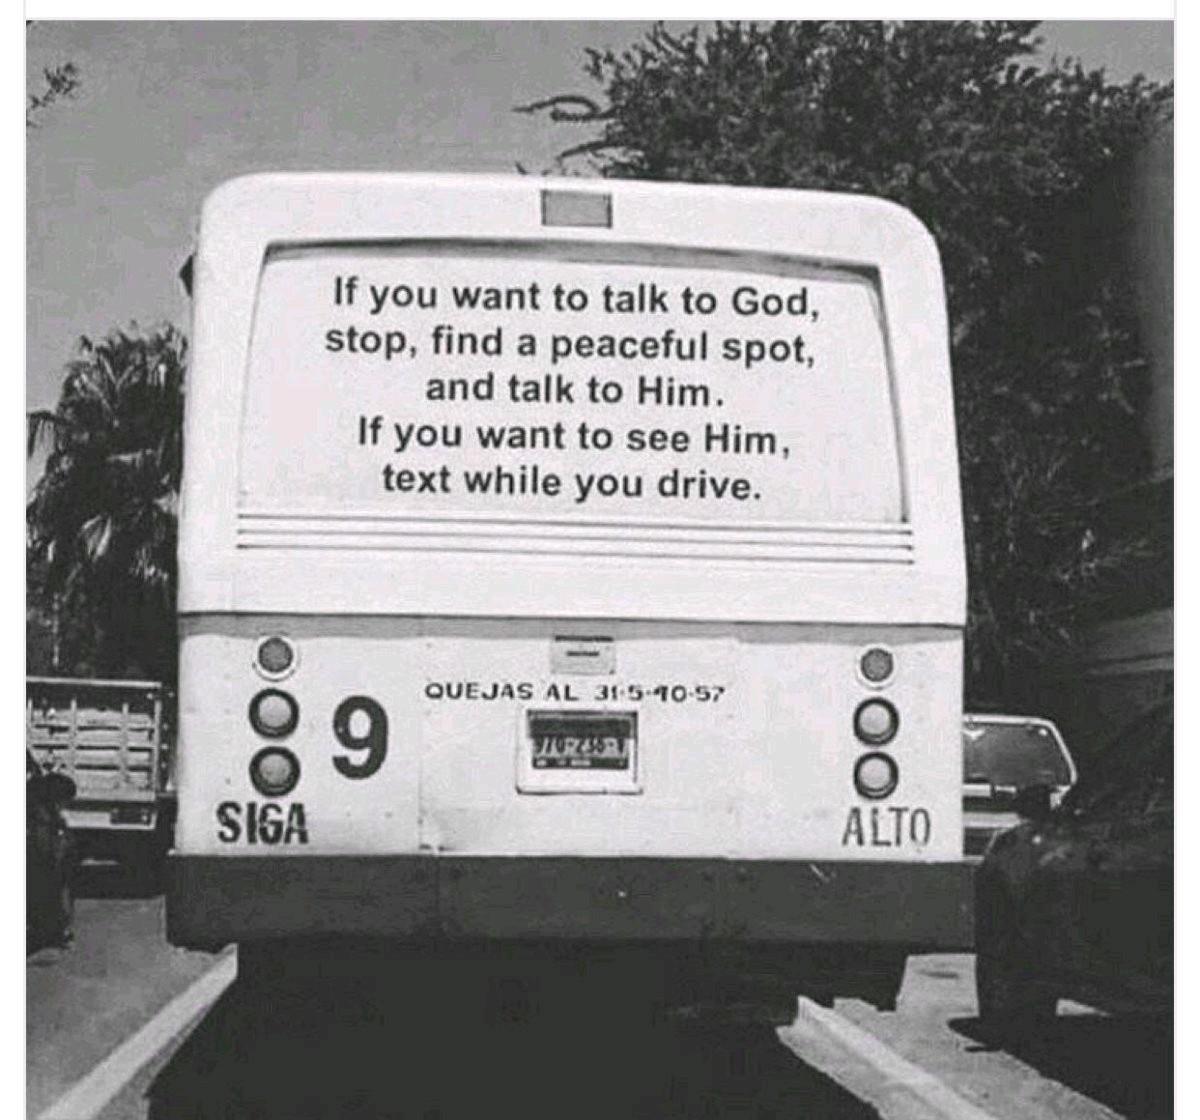 If you want to talk to God,
stop, find a peaceful spot,
and talk to Him.
If you want to see Him,
text while you drive.
QUEJAS AL 31-5-40-57
9
SIGA
ALTO